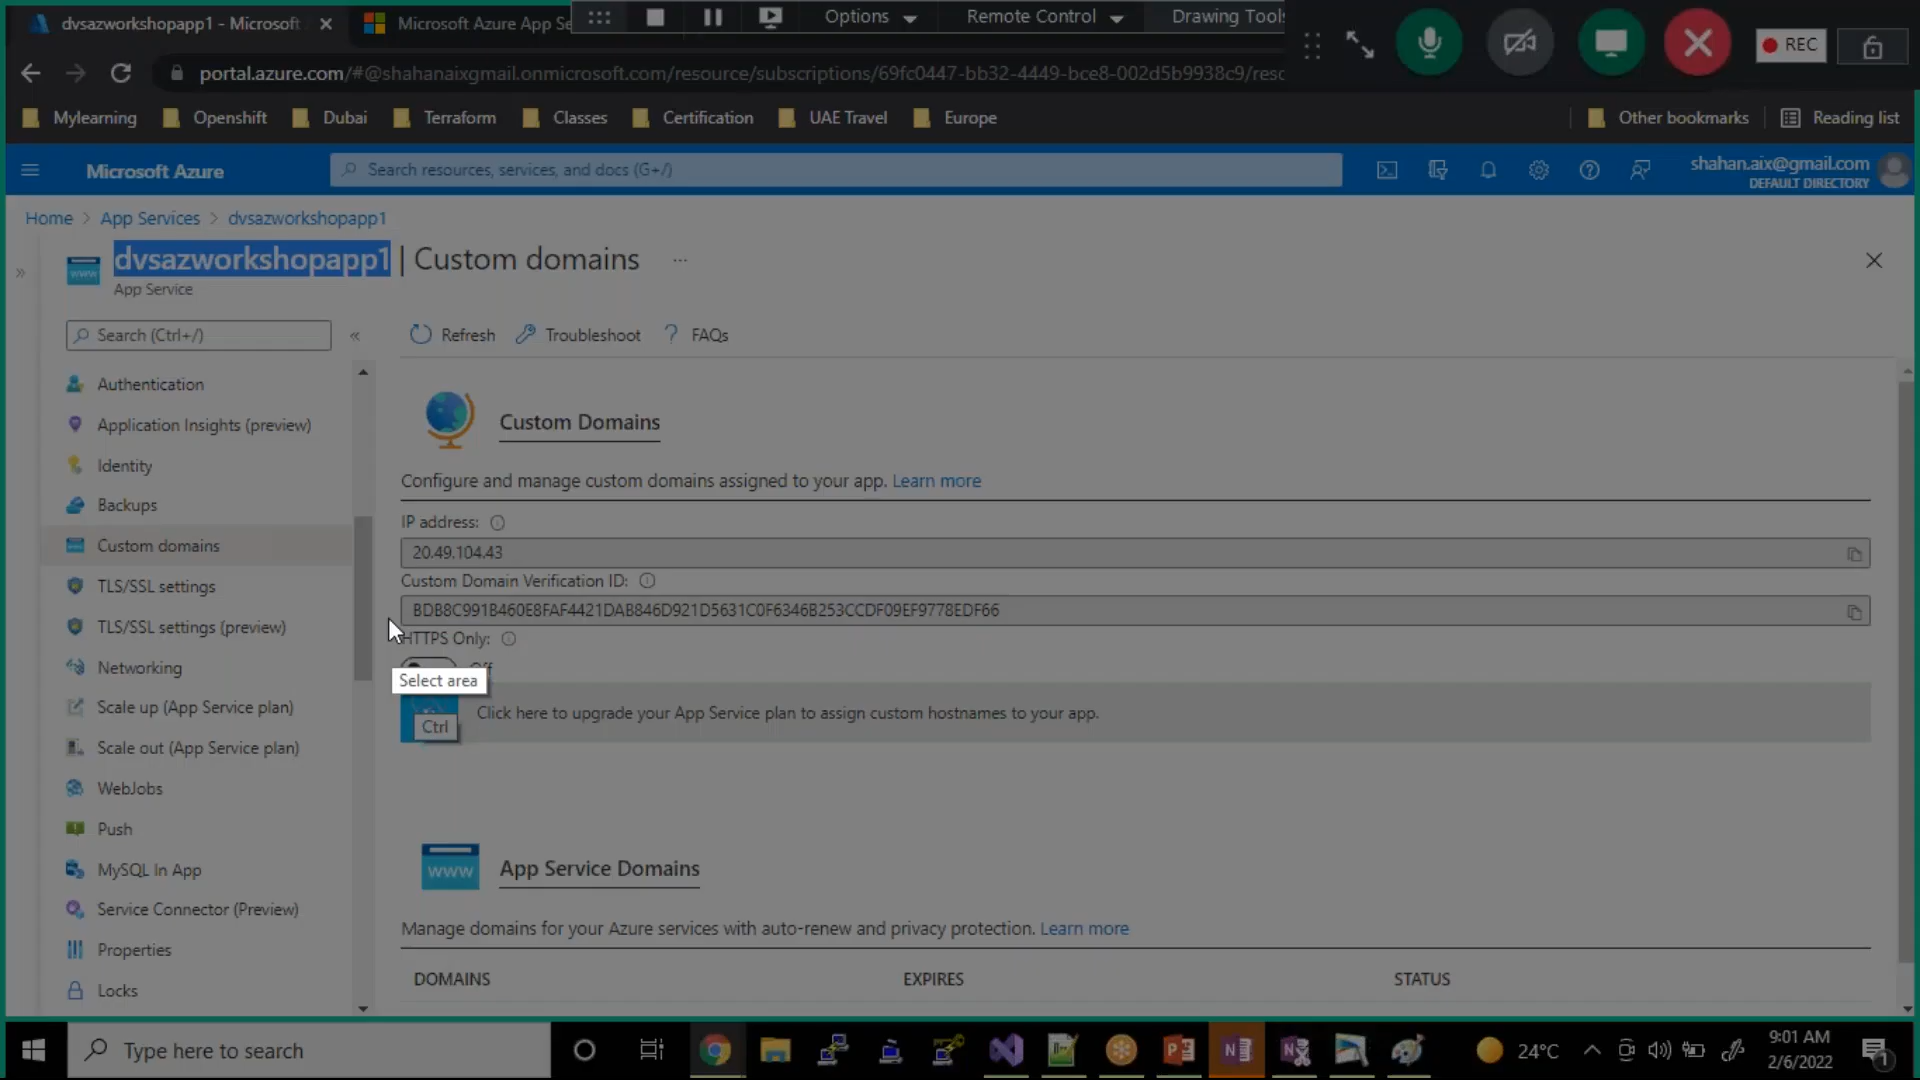 dvsazworkshopapp1 - Microsoft
Microsoft Azure App Se
Options
Remote Control
Drawing Tools
REC
portal.azure.com/#@shahanaixgmail.onmicrosoft.com/resource/subscriptions/69fc0447-bb32-4449-bce8-002d5b9938c9/reso
Mylearning
Openshift
Dubai
Terraform
Classes
Certification
UAE Travel
Europe
Other bookmarks
Reading list
Microsoft Azure
Search resources, services, and docs (G+/)
shahan.aix@gmail.com
DEFAULT DIRECTORY
Home > App Services > dvsazworkshopapp1
dvsazworkshopapp1 | Custom domains ...
App Service
Search (Ctrl+/)
Refresh
Troubleshoot
? FAQs
Authentication
Application Insights (preview)
Identity
Backups
Custom domains
TLS/SSL settings
TLS/SSL settings (preview)
Networking
Scale up (App Service plan)
Scale out (App Service plan)
WebJobs
Push
MySQL In App
Service Connector (Preview)
Properties
Locks
Custom Domains
Configure and manage custom domains assigned to your app. Learn more
IP address:
20.49.104.43
Custom Domain Verification ID:
BDB8C991B460E8FAF4421DAB846D921D5631C0F6346B253CCDF09EF9778EDF66
HTTPS Only:
Off
Select area
Ctrl
Click here to upgrade your App Service plan to assign custom hostnames to your app.
www
App Service Domains
Manage domains for your Azure services with auto-renew and privacy protection. Learn more
DOMAINS
EXPIRES
STATUS
Type here to search
24°C
9:01 AM
2/6/2022
1